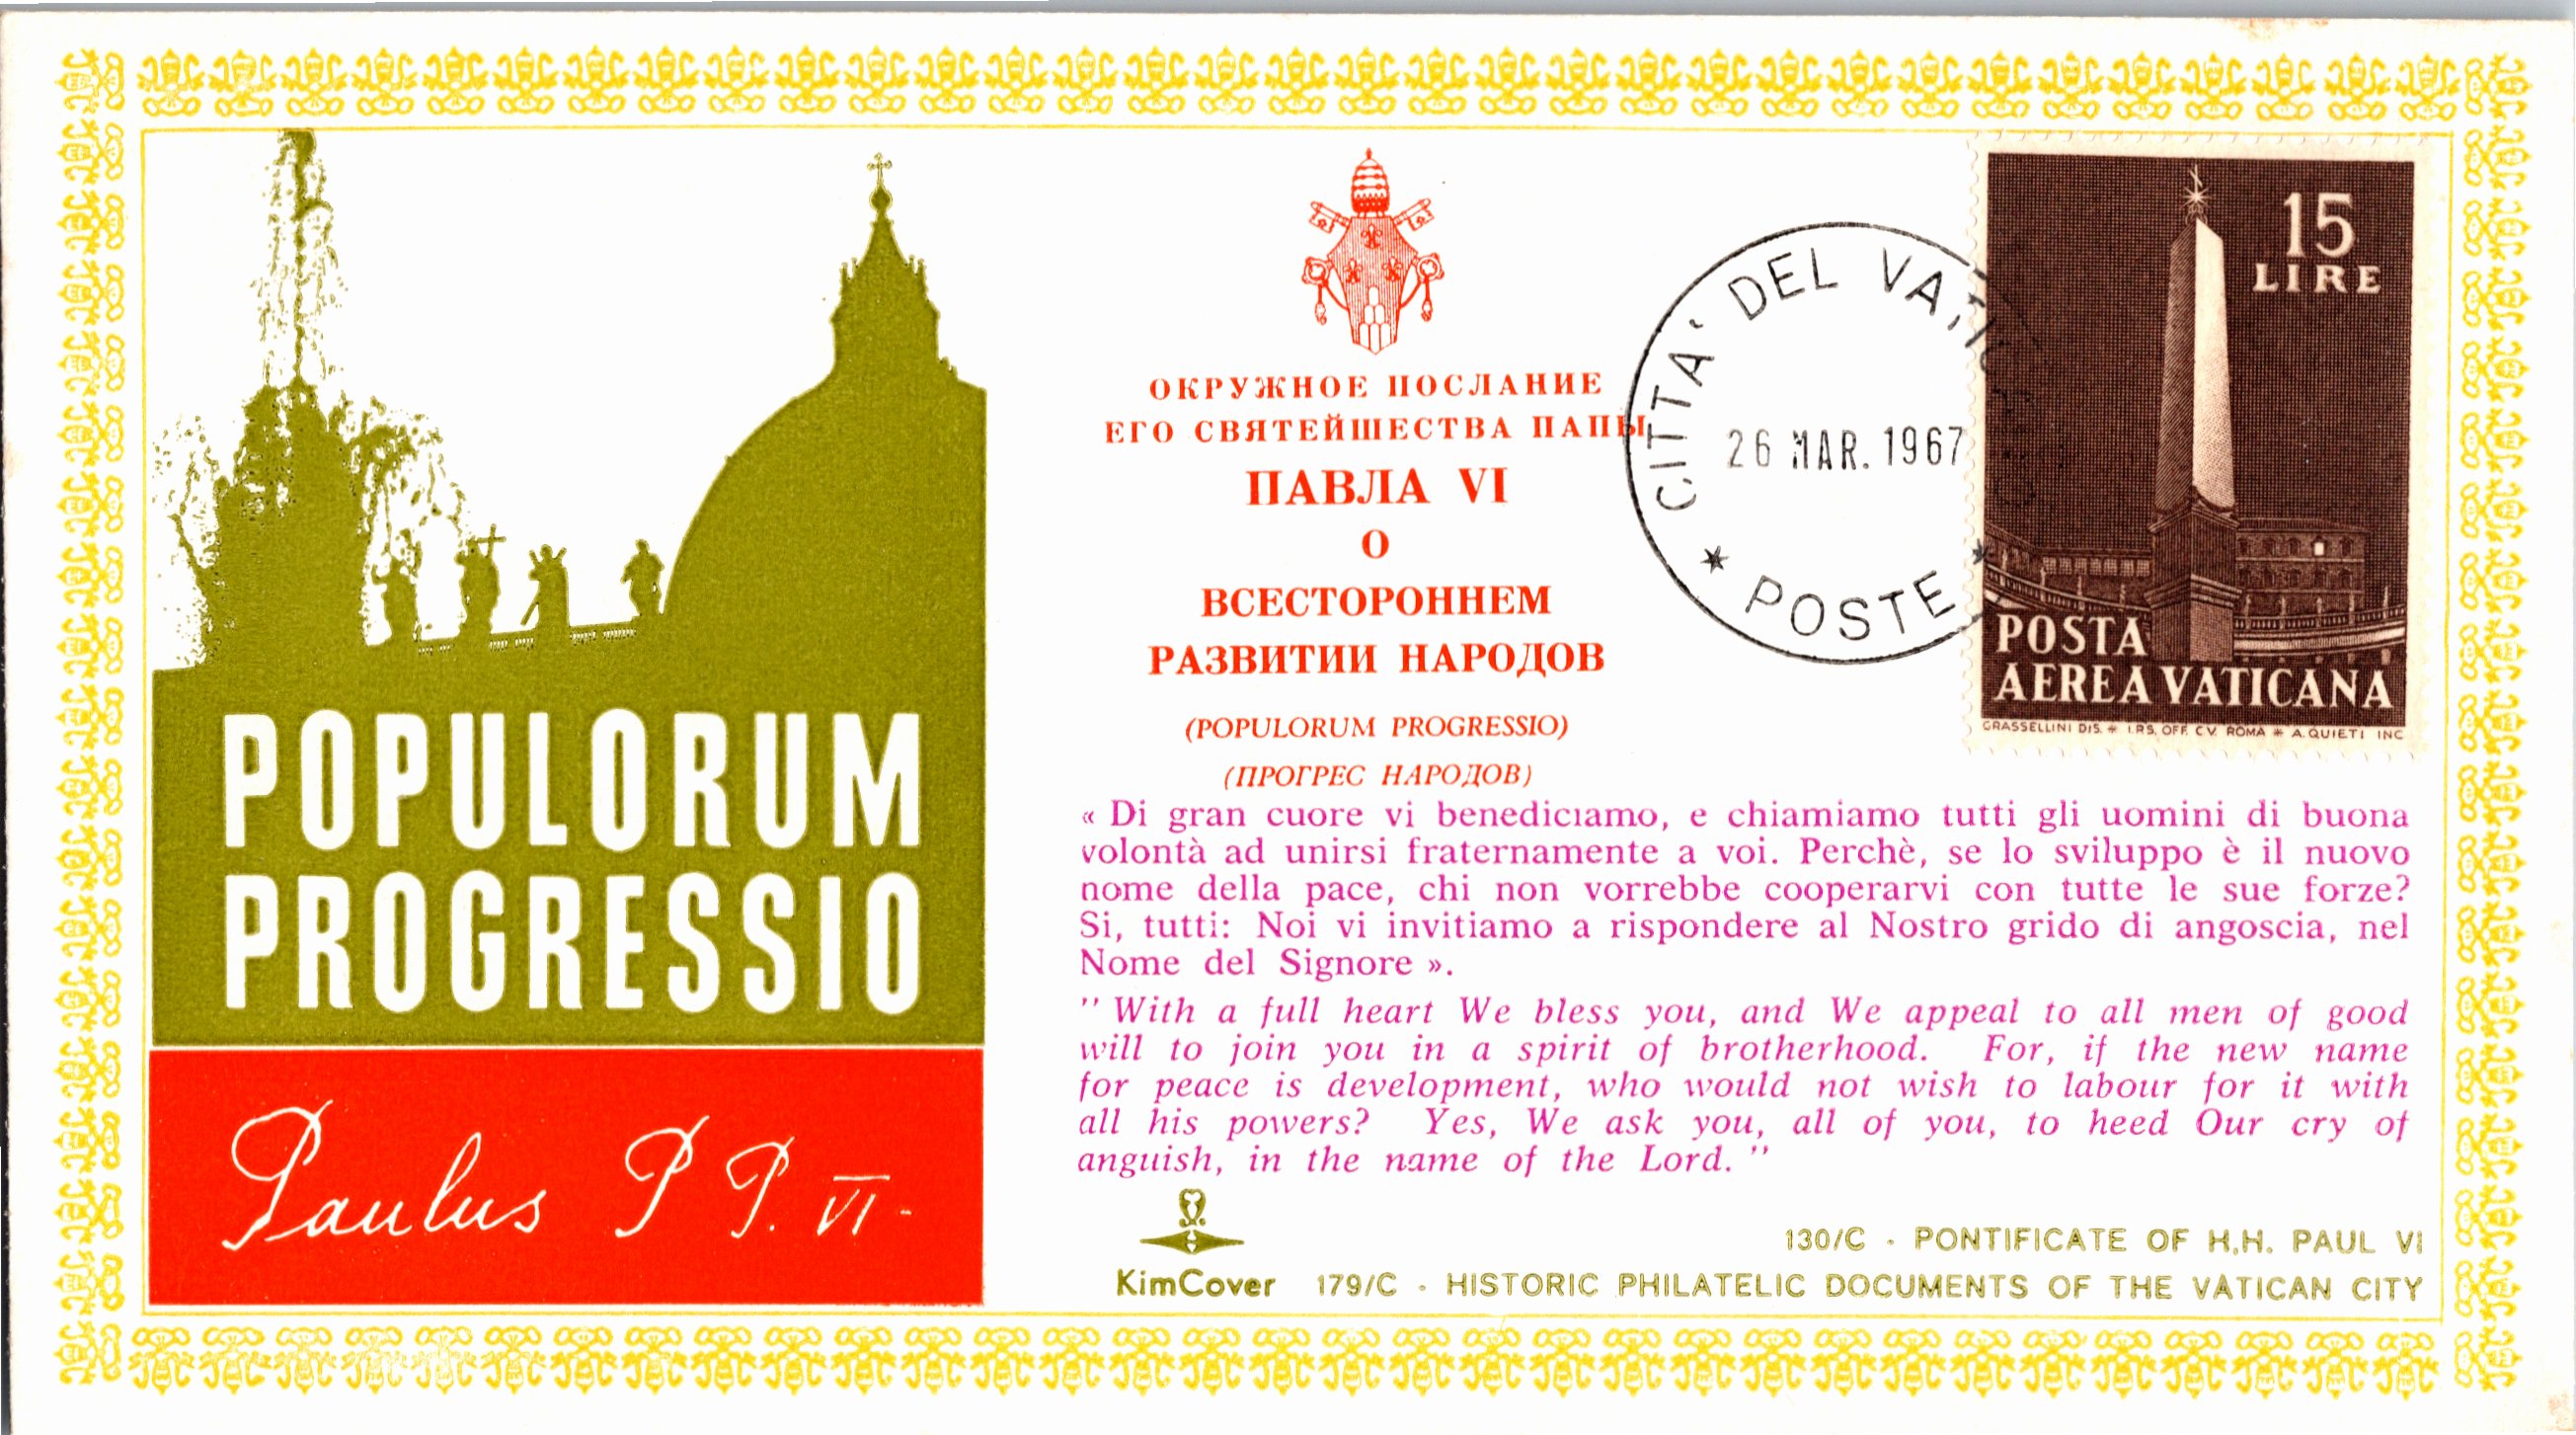 POPULORUM
PROGRESSIO
Paulus P P. VI-
ОКРУЖНОЕ ПОСЛАНИЕ
ЕГО СВЯТЕЙШЕСТВА ПАПЫ
ПАВЛА VI
О
ВСЕСТОРОННЕМ
РАЗВИТИИ НАРОДОВ
(POPULORUM PROGRESSIO)
(ПРОГРЕС НАРОДОВ)
CITTA' DEL VATICANO
26 MAR. 1967
* POSTE *
15
LIRE
POSTA
AEREA VATICANA
GRASSELLINI DIS. * I.P.S. OFF. C.V. ROMA * A. QUIETI INC
« Di gran cuore vi benediciamo, e chiamiamo tutti gli uomini di buona
volontà ad unirsi fraternamente a voi. Perchè, se lo sviluppo è il nuovo
nome della pace, chi non vorrebbe cooperarvi con tutte le sue forze?
Si, tutti: Noi vi invitiamo a rispondere al Nostro grido di angoscia, nel
Nome del Signore ».
" With a full heart We bless you, and We appeal to all men of good
will to join you in a spirit of brotherhood. For, if the new name
for peace is development, who would not wish to labour for it with
all his powers? Yes, We ask you, all of you, to heed Our cry of
anguish, in the name of the Lord. "
130/C - PONTIFICATE OF H.H. PAUL VI
KimCover 179/C - HISTORIC PHILATELIC DOCUMENTS OF THE VATICAN CITY